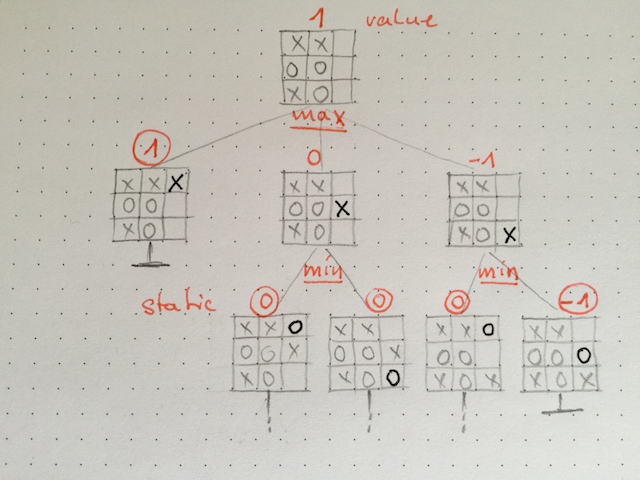 1 value
X X
O O
X O
max
1 0 -1
X X X X X X X
O O O O X O O
X O X O X O X
min min
static 0 0 0 -1
X X O X X X X O X X
O O X O O X O O O O O
X O X O O X O X X O X